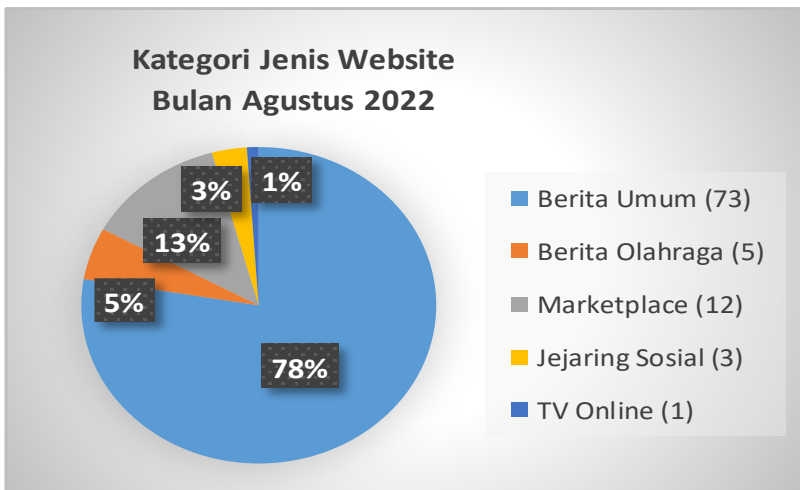 Kategori Jenis Website
Bulan Agustus 2022
1%
3%
13%
5%
78%
Berita Umum (73)
Berita Olahraga (5)
Marketplace (12)
Jejaring Sosial (3)
TV Online (1)